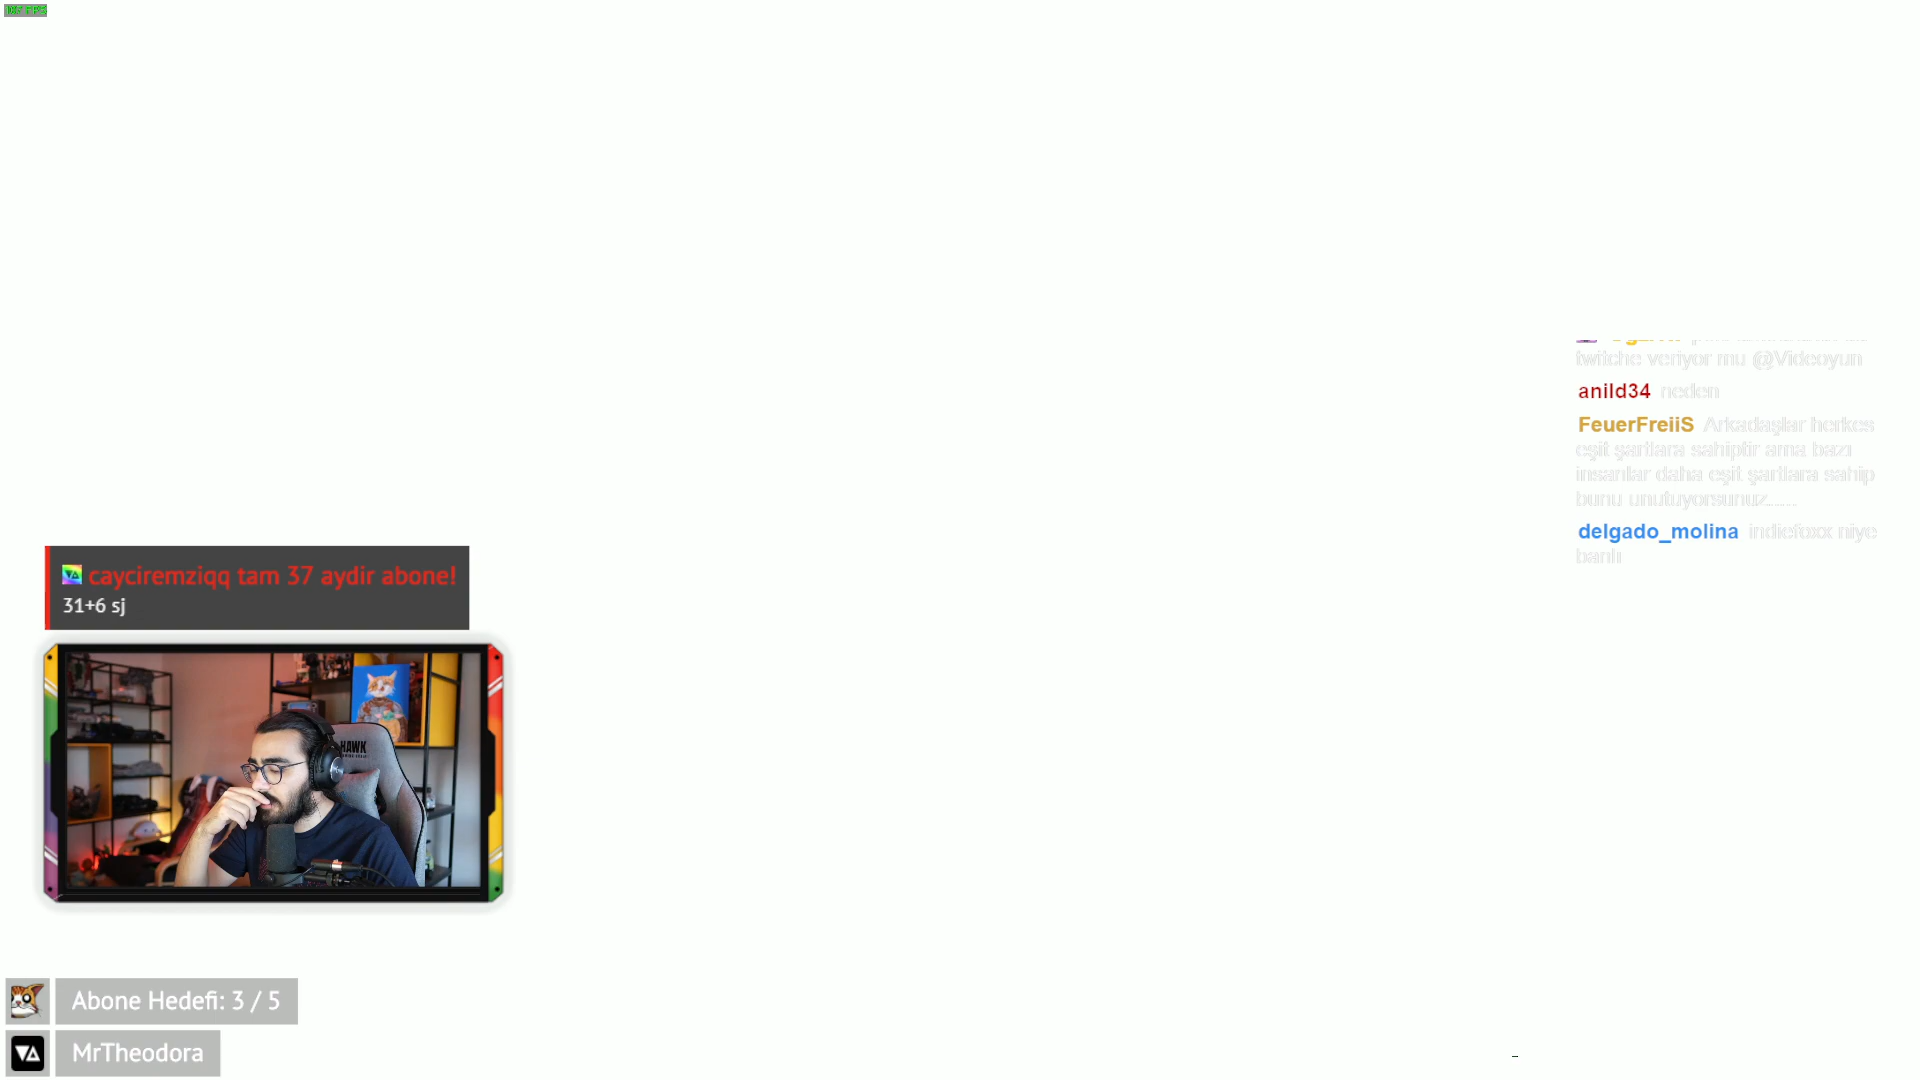 caycremziqq tam 37 aydir abone!
31+6 sj
HAWK
Abone Hedefi: 3 / 5
MrTheodora
twitche veriyor mu @Videoyun
anild34 neden
FeuerFreiiS Arkadaşlar herkes
eşit şartlara sahiptir ama bazı
insanlar daha eşit şartlara sahip
bunu unutuyorsunuz.....
delgado_molina indiefoxx niye
banlı